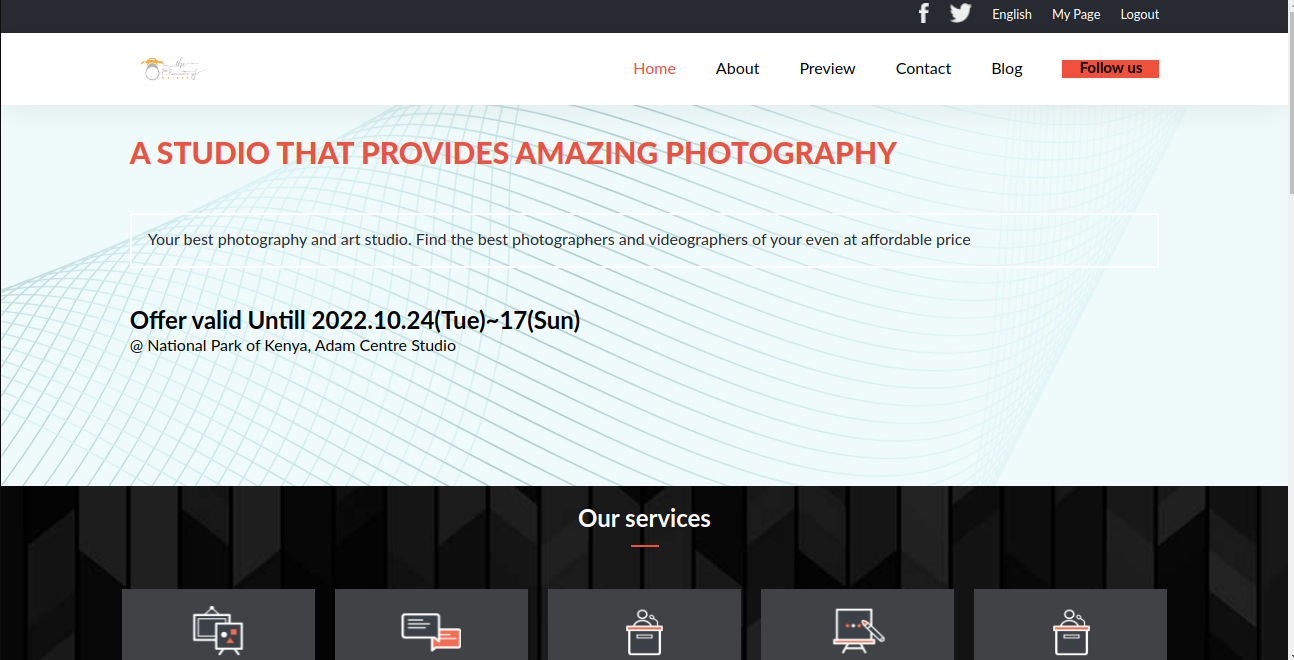 English My Page Logout
the
Home About Preview Contact Blog Follow us
A STUDIO THAT PROVIDES AMAZING PHOTOGRAPHY
Your best photography and art studio. Find the best photographers and videographers of your even at affordable price
Offer valid Untill 2022.10.24(Tue)~17(Sun)
@ National Park of Kenya, Adam Centre Studio
Our services